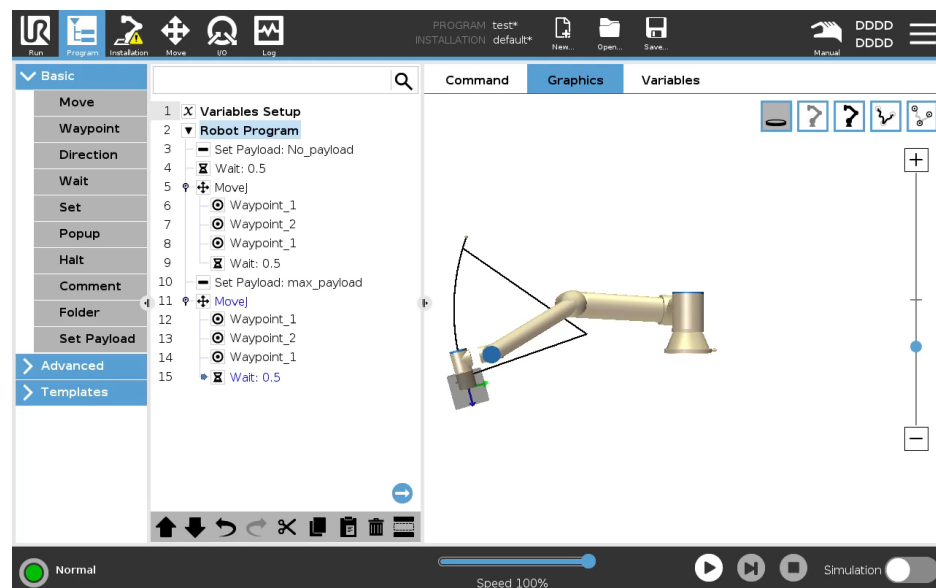 UR
Run
Program
Installation
Move
I/O
Log
PROGRAM test*
INSTALLATION default*
New...
Open...
Save...
Manual
DDDD
DDDD
Basic
Move
Waypoint
Direction
Wait
Set
Popup
Halt
Comment
Folder
Set Payload
Advanced
Templates
1 X Variables Setup
2 Robot Program
3 Set Payload: No_payload
4 Wait: 0.5
5 MoveJ
6 Waypoint_1
7 Waypoint_2
8 Waypoint_1
9 Wait: 0.5
10 Set Payload: max_payload
11 MoveJ
12 Waypoint_1
13 Waypoint_2
14 Waypoint_1
15 Wait: 0.5
Command Graphics Variables
Normal
Speed 100%
Simulation